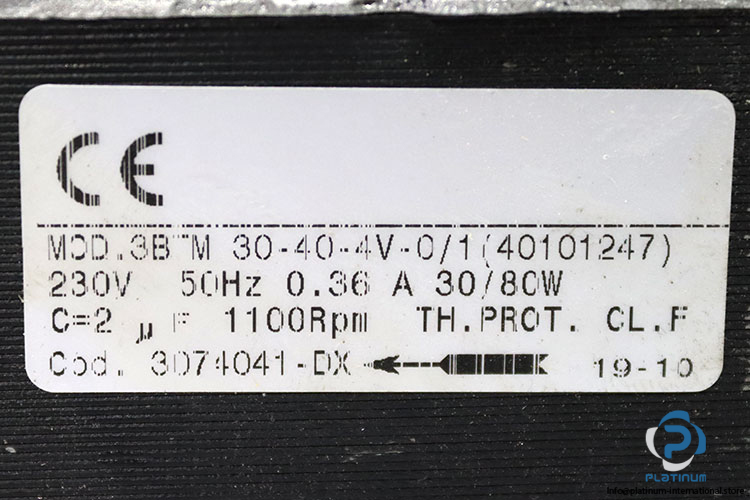 CE
MOD.3BTM 30-40-4V-0/1(40101247)
230V 50Hz 0.36 A 30/80W
C=2 µF 1100Rpm TH.PROT. CL.F
Cod. 3074041-DX 19-10
PLATINUM
info@platinum-international.store